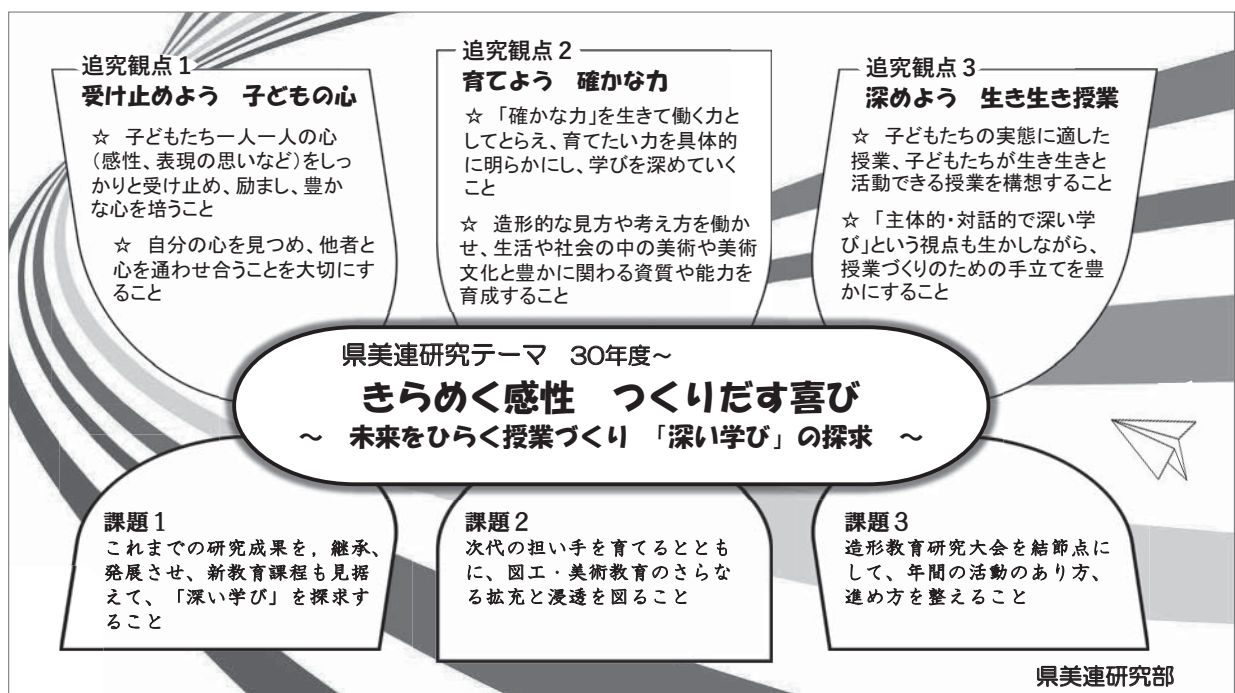 追究観点1
受け止めよう　子どもの心
☆　子どもたち一人一人の心
（感性、表現の思いなど）をしっ
かりと受け止め、励まし、豊か
な心を培うこと
☆　自分の心を見つめ、他者と
心を通わせ合うことを大切にす
ること
追究観点2
育てよう　確かな力
☆　「確かな力」を生きて働く力と
してとらえ、育てたい力を具体的
に明らかにし、学びを深めていく
こと
☆　造形的な見方や考え方を働か
せ、生活や社会の中の美術や美術
文化と豊かに関わる資質や能力を
育成すること
追究観点3
深めよう　生き生き授業
☆　子どもたちの実態に適した
授業、子どもたちが生き生きと
活動できる授業を構想すること
☆　「主体的・対話的で深い学
び」という視点も生かしながら、
授業づくりのための手立てを豊
かにすること
県美連研究テーマ　30年度～
きらめく感性　つくりだす喜び
～　未来をひらく授業づくり　「深い学び」の探求　～
課題1
これまでの研究成果を，継承、
発展させ、新教育課程も見据
えて、「深い学び」を探求す
ること
課題2
次代の担い手を育てるととも
に、図工・美術教育のさらな
る拡充と浸透を図ること
課題3
造形教育研究大会を結節点に
して、年間の活動のあり方、
進め方を整えること
県美連研究部